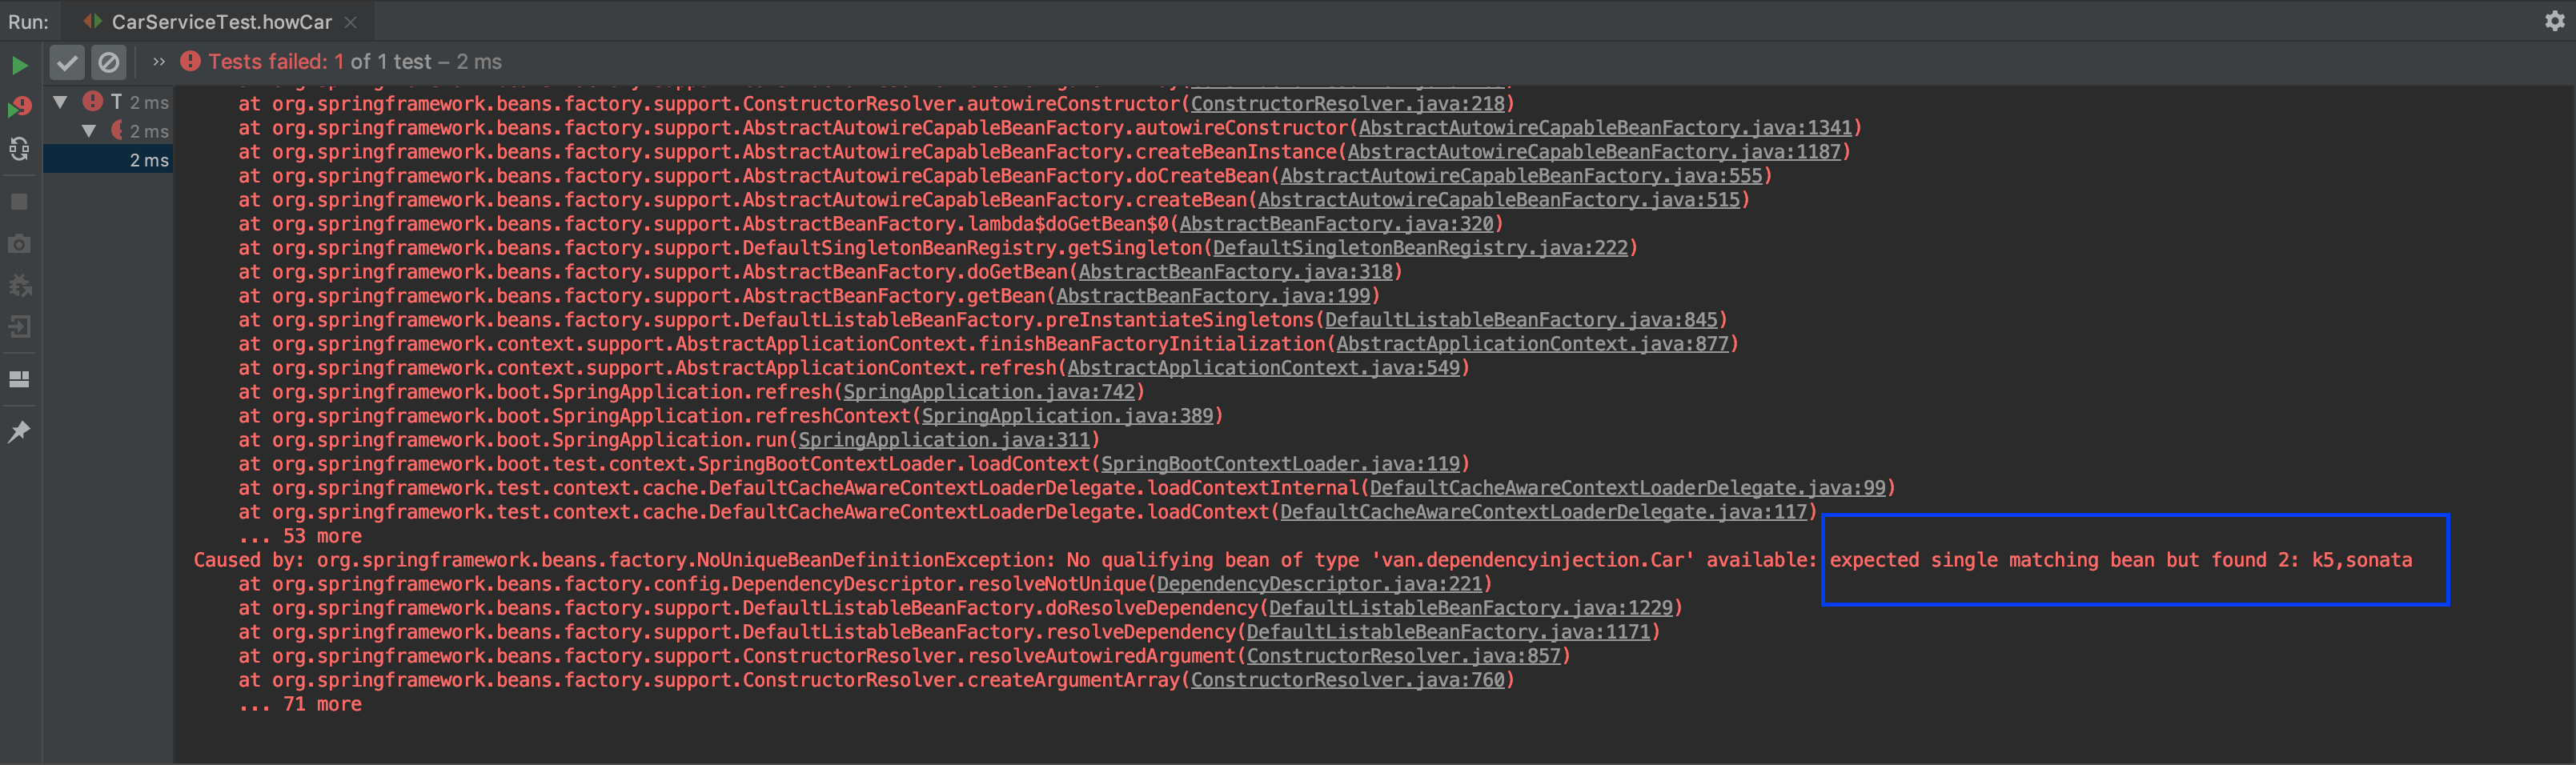 Run: CarServiceTest.howCar
Tests failed: 1 of 1 test – 2 ms
T 2 ms
2 ms
2 ms
at org.springframework.beans.factory.support.ConstructorResolver.autowireConstructor(ConstructorResolver.java:218)
at org.springframework.beans.factory.support.AbstractAutowireCapableBeanFactory.autowireConstructor(AbstractAutowireCapableBeanFactory.java:1341)
at org.springframework.beans.factory.support.AbstractAutowireCapableBeanFactory.createBeanInstance(AbstractAutowireCapableBeanFactory.java:1187)
at org.springframework.beans.factory.support.AbstractAutowireCapableBeanFactory.doCreateBean(AbstractAutowireCapableBeanFactory.java:555)
at org.springframework.beans.factory.support.AbstractAutowireCapableBeanFactory.createBean(AbstractAutowireCapableBeanFactory.java:515)
at org.springframework.beans.factory.support.AbstractBeanFactory.lambda$doGetBean$0(AbstractBeanFactory.java:320)
at org.springframework.beans.factory.support.DefaultSingletonBeanRegistry.getSingleton(DefaultSingletonBeanRegistry.java:222)
at org.springframework.beans.factory.support.AbstractBeanFactory.doGetBean(AbstractBeanFactory.java:318)
at org.springframework.beans.factory.support.AbstractBeanFactory.getBean(AbstractBeanFactory.java:199)
at org.springframework.beans.factory.support.DefaultListableBeanFactory.preInstantiateSingletons(DefaultListableBeanFactory.java:845)
at org.springframework.context.support.AbstractApplicationContext.finishBeanFactoryInitialization(AbstractApplicationContext.java:877)
at org.springframework.context.support.AbstractApplicationContext.refresh(AbstractApplicationContext.java:549)
at org.springframework.boot.SpringApplication.refresh(SpringApplication.java:742)
at org.springframework.boot.SpringApplication.refreshContext(SpringApplication.java:389)
at org.springframework.boot.SpringApplication.run(SpringApplication.java:311)
at org.springframework.boot.test.context.SpringBootContextLoader.loadContext(SpringBootContextLoader.java:119)
at org.springframework.test.context.cache.DefaultCacheAwareContextLoaderDelegate.loadContextInternal(DefaultCacheAwareContextLoaderDelegate.java:99)
at org.springframework.test.context.cache.DefaultCacheAwareContextLoaderDelegate.loadContext(DefaultCacheAwareContextLoaderDelegate.java:117)
... 53 more
Caused by: org.springframework.beans.factory.NoUniqueBeanDefinitionException: No qualifying bean of type 'van.dependencyinjection.Car' available: expected single matching bean but found 2: k5,sonata
at org.springframework.beans.factory.config.DependencyDescriptor.resolveNotUnique(DependencyDescriptor.java:221)
at org.springframework.beans.factory.support.DefaultListableBeanFactory.doResolveDependency(DefaultListableBeanFactory.java:1229)
at org.springframework.beans.factory.support.DefaultListableBeanFactory.resolveDependency(DefaultListableBeanFactory.java:1171)
at org.springframework.beans.factory.support.ConstructorResolver.resolveAutowiredArgument(ConstructorResolver.java:857)
at org.springframework.beans.factory.support.ConstructorResolver.createArgumentArray(ConstructorResolver.java:760)
... 71 more